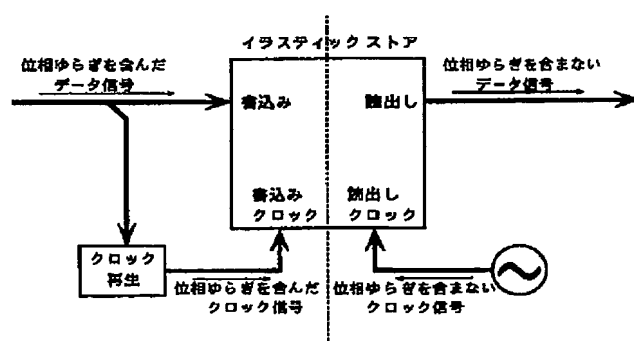 イラスティックストア
位相ゆらぎを含んだ
データ信号
位相ゆらぎを含まない
データ信号
書込み
読出し
書込み
クロック
読出し
クロック
クロック
再生
位相ゆらぎを含んだ
クロック信号
位相ゆらぎを含まない
クロック信号